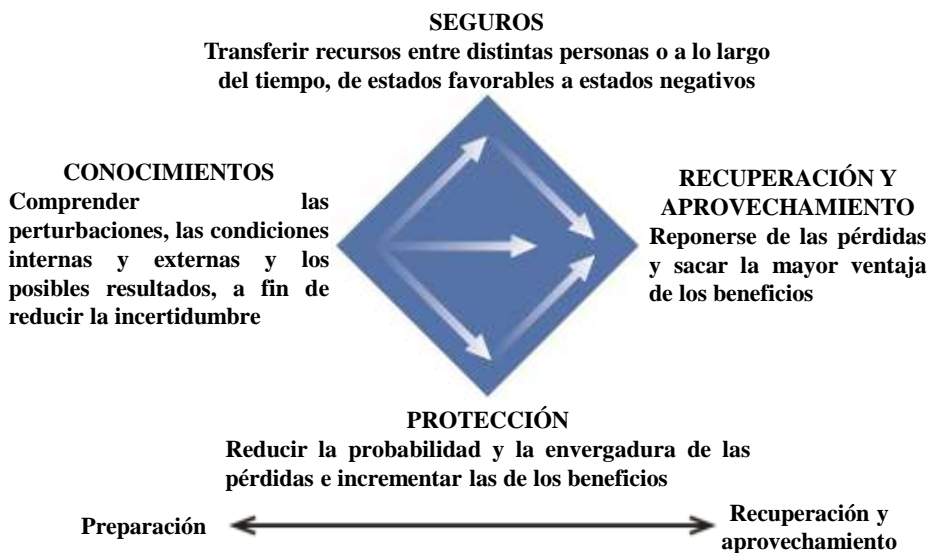 SEGUROS
Transferir recursos entre distintas personas o a lo largo
del tiempo, de estados favorables a estados negativos
CONOCIMIENTOS
Comprender las
perturbaciones, las condiciones
internas y externas y los
posibles resultados, a fin de
reducir la incertidumbre
RECUPERACIÓN Y
APROVECHAMIENTO
Reponerse de las pérdidas
y sacar la mayor ventaja
de los beneficios
PROTECCIÓN
Reducir la probabilidad y la envergadura de las
pérdidas e incrementar las de los beneficios
Preparación
Recuperación y
aprovechamiento